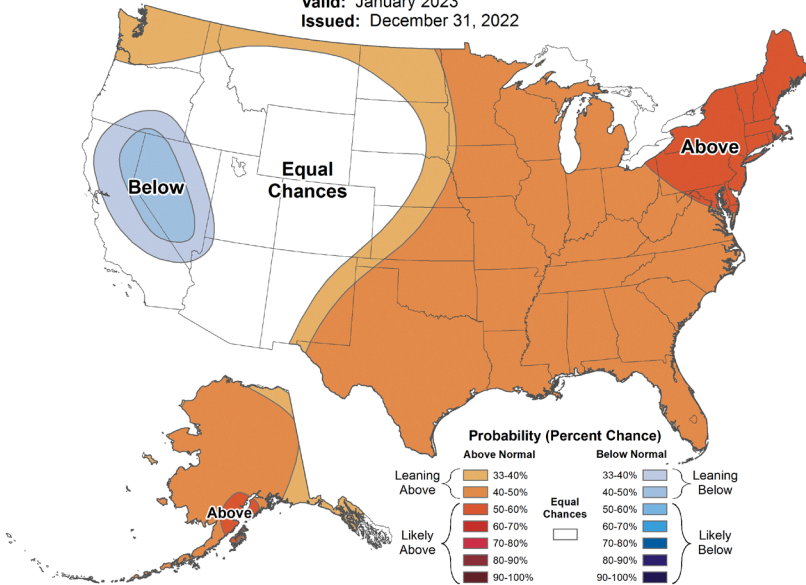 Valid: January 2023
Issued: December 31, 2022
Above
Equal
Chances
Below
Above
Probability (Percent Chance)
Above Normal
Below Normal
Leaning
Above
33-40%
40-50%
Likely
Above
50-60%
60-70%
70-80%
80-90%
90-100%
Equal
Chances
33-40%
40-50%
Leaning
Below
50-60%
60-70%
70-80%
80-90%
90-100%
Likely
Below